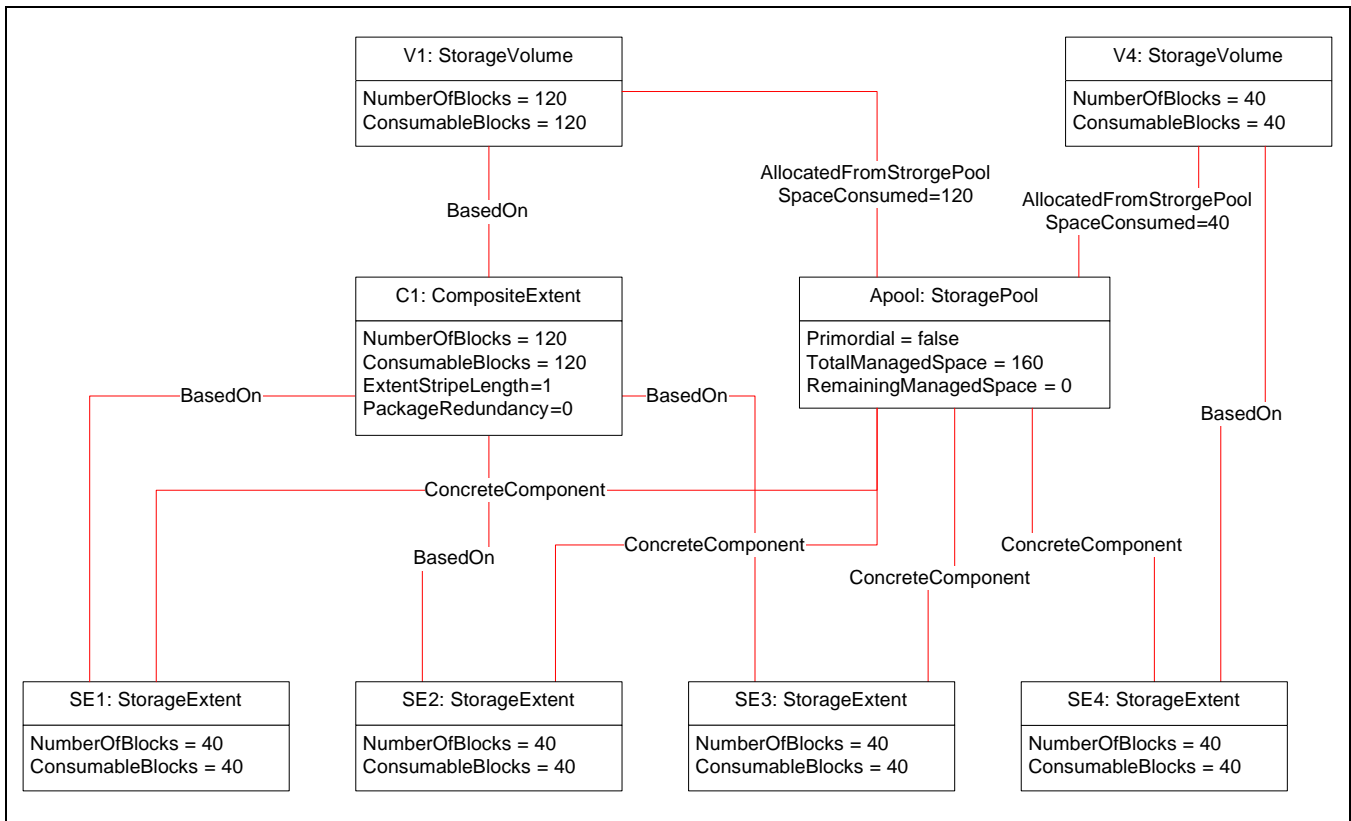 V1: StorageVolume
NumberOfBlocks = 120
ConsumableBlocks = 120
V4: StorageVolume
NumberOfBlocks = 40
ConsumableBlocks = 40
AllocatedFromStrorgePool
SpaceConsumed=120
AllocatedFromStrorgePool
SpaceConsumed=40
BasedOn
C1: CompositeExtent
NumberOfBlocks = 120
ConsumableBlocks = 120
ExtentStripeLength=1
PackageRedundancy=0
Apool: StoragePool
Primordial = false
TotalManagedSpace = 160
RemainingManagedSpace = 0
BasedOn
BasedOn
BasedOn
ConcreteComponent
BasedOn
ConcreteComponent
ConcreteComponent
ConcreteComponent
SE1: StorageExtent
NumberOfBlocks = 40
ConsumableBlocks = 40
SE2: StorageExtent
NumberOfBlocks = 40
ConsumableBlocks = 40
SE3: StorageExtent
NumberOfBlocks = 40
ConsumableBlocks = 40
SE4: StorageExtent
NumberOfBlocks = 40
ConsumableBlocks = 40